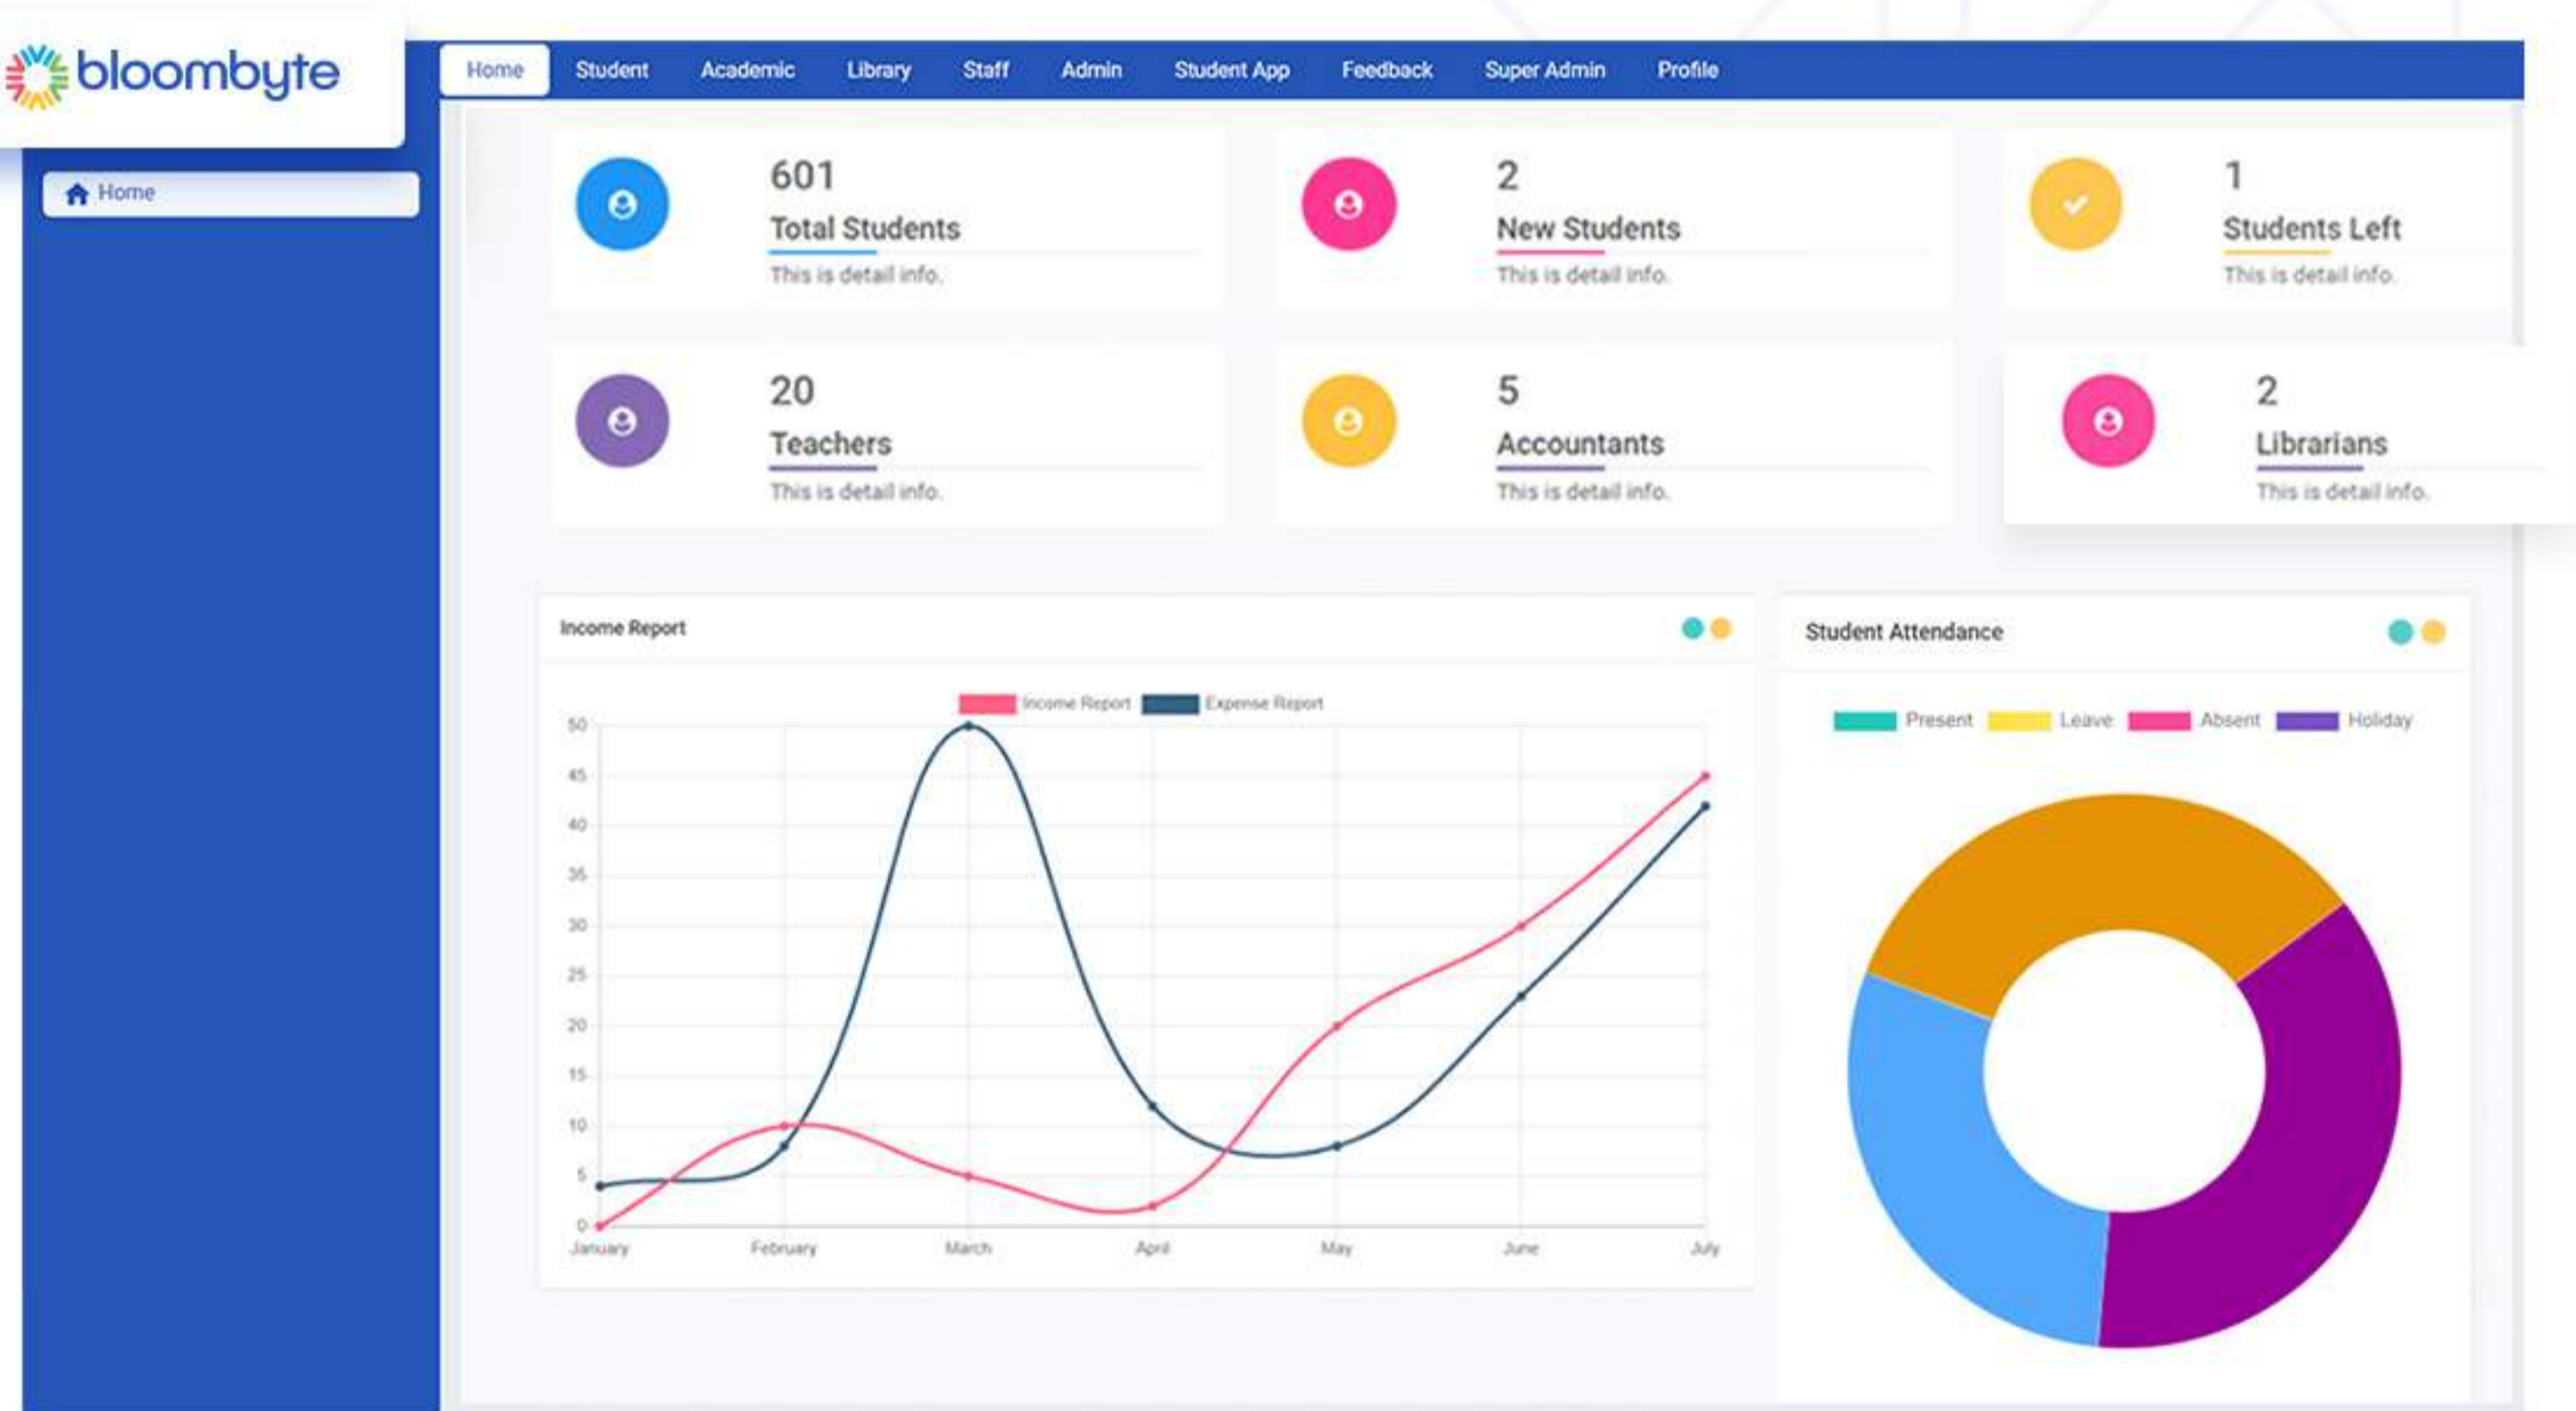 bloombyte
Home Student Academic Library Staff Admin Student App Feedback Super Admin Profile
Home
601
Total Students
This is detail info.
2
New Students
This is detail info.
1
Students Left
This is detail info.
20
Teachers
This is detail info.
5
Accountants
This is detail info.
2
Librarians
This is detail info.
Income Report
Income Report Expense Report
50
45
40
35
30
25
20
15
10
5
0
January February March April May June July
Student Attendance
Present Leave Absent Holiday